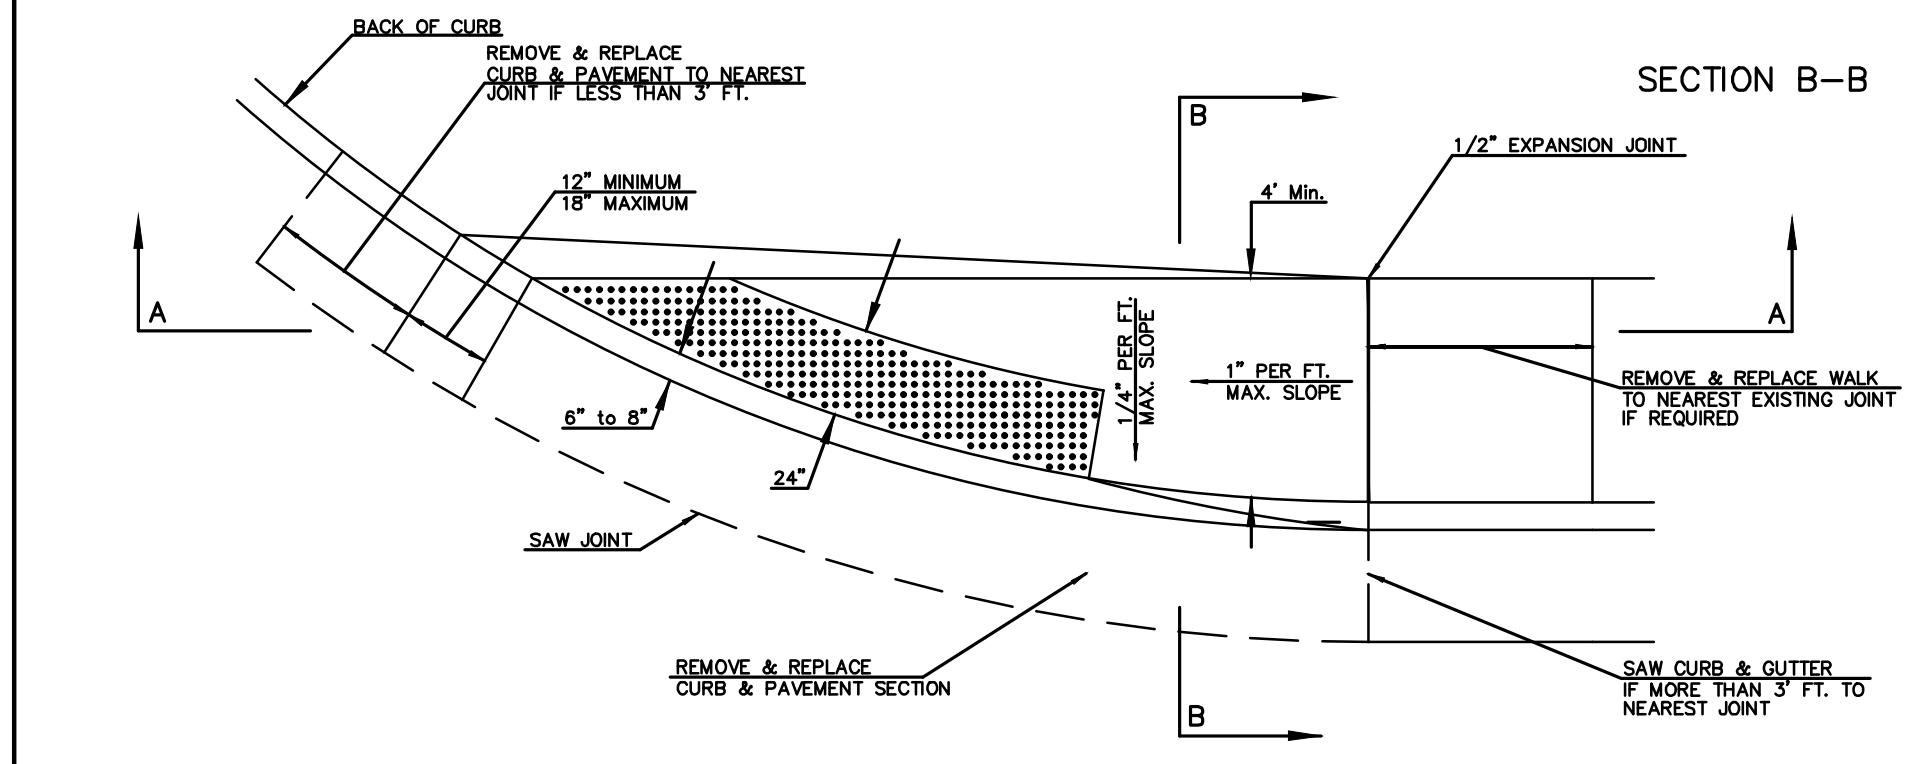 BACK OF CURB
REMOVE & REPLACE
CURB & PAVEMENT TO NEAREST
JOINT IF LESS THAN 3' FT.
SECTION B-B
B
1/2" EXPANSION JOINT
12" MINIMUM
18" MAXIMUM
4' Min.
A
A
1/4" PER FT.
MAX. SLOPE
1" PER FT.
MAX. SLOPE
REMOVE & REPLACE WALK
TO NEAREST EXISTING JOINT
IF REQUIRED
6" to 8"
24"
SAW JOINT
REMOVE & REPLACE
CURB & PAVEMENT SECTION
SAW CURB & GUTTER
IF MORE THAN 3' FT. TO
NEAREST JOINT
B